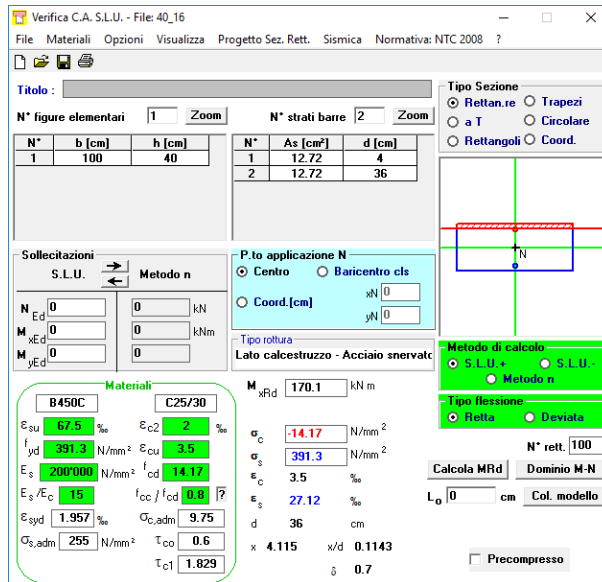 Verifica C.A. S.L.U. - File: 40_16
File Materiali Opzioni Visualizza Progetto Sez. Rett. Sismica Normativa: NTC 2008 ?
Titolo :
N° figure elementari 1 Zoom
N° strati barre 2 Zoom
N° b [cm] h [cm]
1 100 40
N° As [cm²] d [cm]
1 12.72 4
2 12.72 36
Tipo Sezione
Rettan.re Trapezi
a T Circolare
Rettangoli Coord.
N
Sollecitazioni
S.L.U. Metodo n
N Ed 0 0 kN
M xEd 0 0 kNm
M yEd 0 0
P.to applicazione N
Centro Baricentro cls
Coord.[cm] xN 0
yN 0
Tipo rottura
Lato calcestruzzo - Acciaio snervato
Metodo di calcolo
S.L.U.+ S.L.U.-
Metodo n
Tipo flessione
Retta Deviata
N° rett. 100
Calcola MRd Dominio M-N
L₀ 0 cm Col. modello
Precompresso
Materiali
B450C C25/30
εsu 67.5 ‰ εc2 2 ‰
fyd 391.3 N/mm² εcu 3.5
Es 200'000 N/mm² fcd 14.17
Es/Ec 15 fcc / fcd 0.8 ?
εsyd 1.957 ‰ σc,adm 9.75
σs,adm 255 N/mm² τco 0.6
τc1 1.829
M xRd 170.1 kN m
σc -14.17 N/mm²
σs 391.3 N/mm²
εc 3.5 ‰
εs 27.12 ‰
d 36 cm
x 4.115 x/d 0.1143
δ 0.7